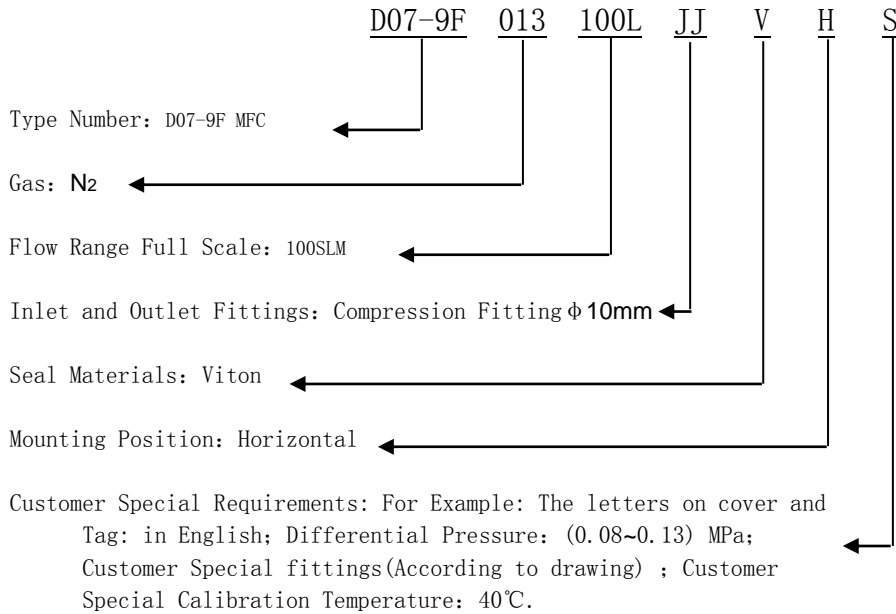 D07-9F 013 100L JJ V H S
Type Number：D07-9F MFC
Gas：N2
Flow Range Full Scale：100SLM
Inlet and Outlet Fittings：Compression Fitting φ10mm
Seal Materials：Viton
Mounting Position：Horizontal
Customer Special Requirements: For Example: The letters on cover and
Tag: in English；Differential Pressure：(0.08~0.13) MPa；
Customer Special fittings(According to drawing) ；Customer
Special Calibration Temperature：40℃.